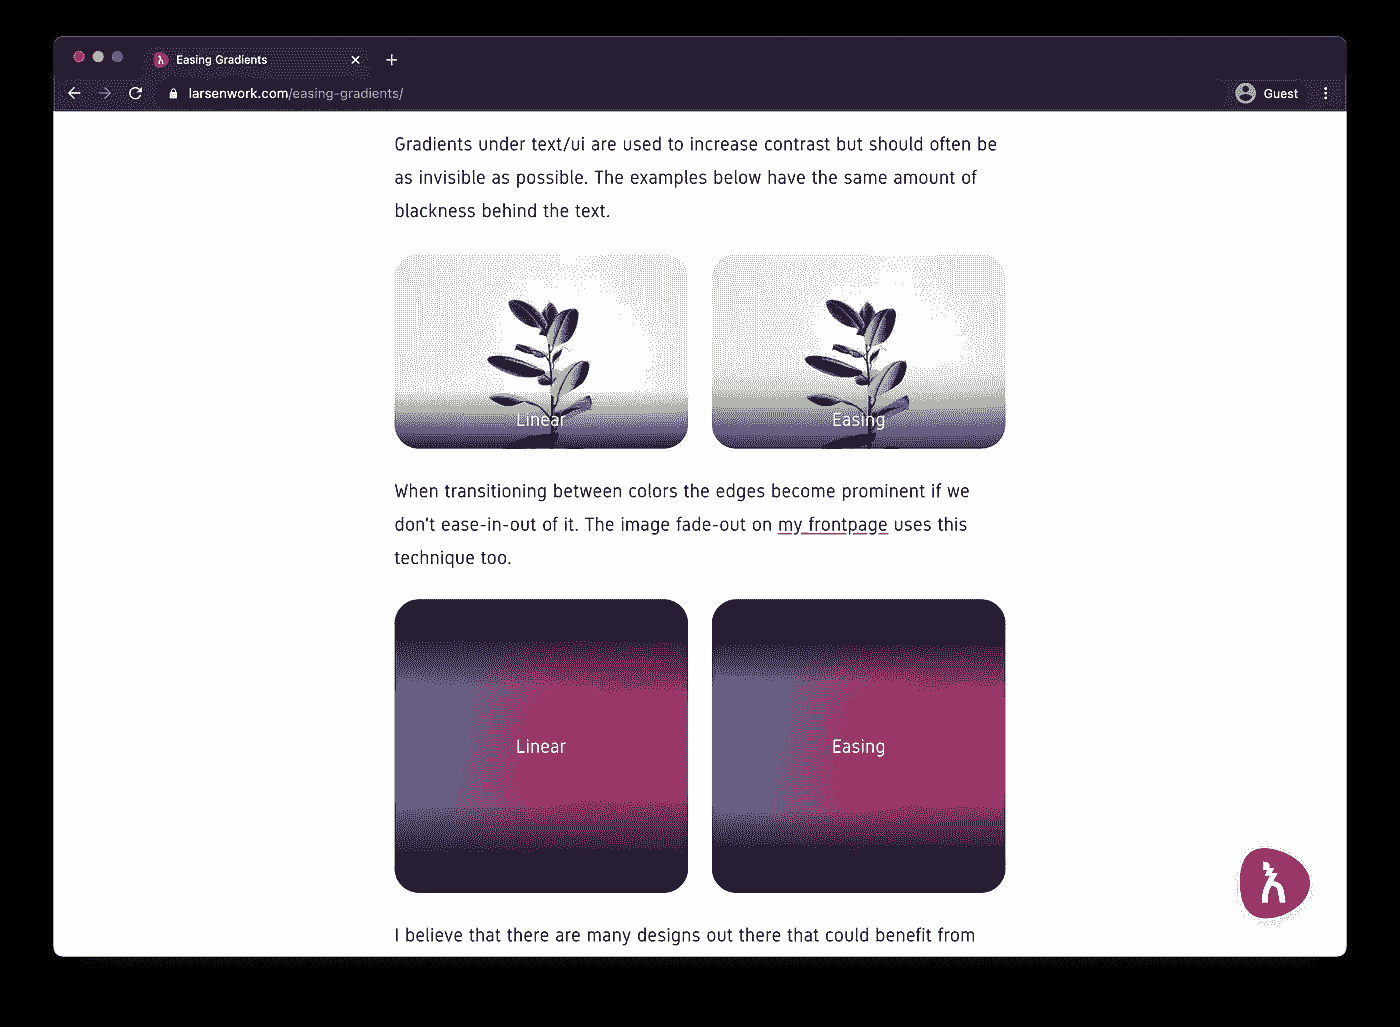 Easing Gradients
larsenwork.com/easing-gradients/
Guest
Gradients under text/ui are used to increase contrast but should often be
as invisible as possible. The examples below have the same amount of
blackness behind the text.
Linear
Easing
When transitioning between colors the edges become prominent if we
don't ease-in-out of it. The image fade-out on my frontpage uses this
technique too.
Linear
Easing
I believe that there are many designs out there that could benefit from